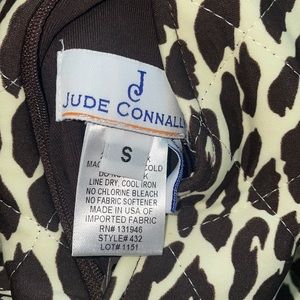 JC
JUDE CONNALL
S
COLD
LINE DRY, COOL IRON
NO CHLORINE BLEACH
NO FABRIC SOFTENER
MADE IN USA OF
IMPORTED FABRIC
RN# 131946
STYLE# 432
LOT# 1151